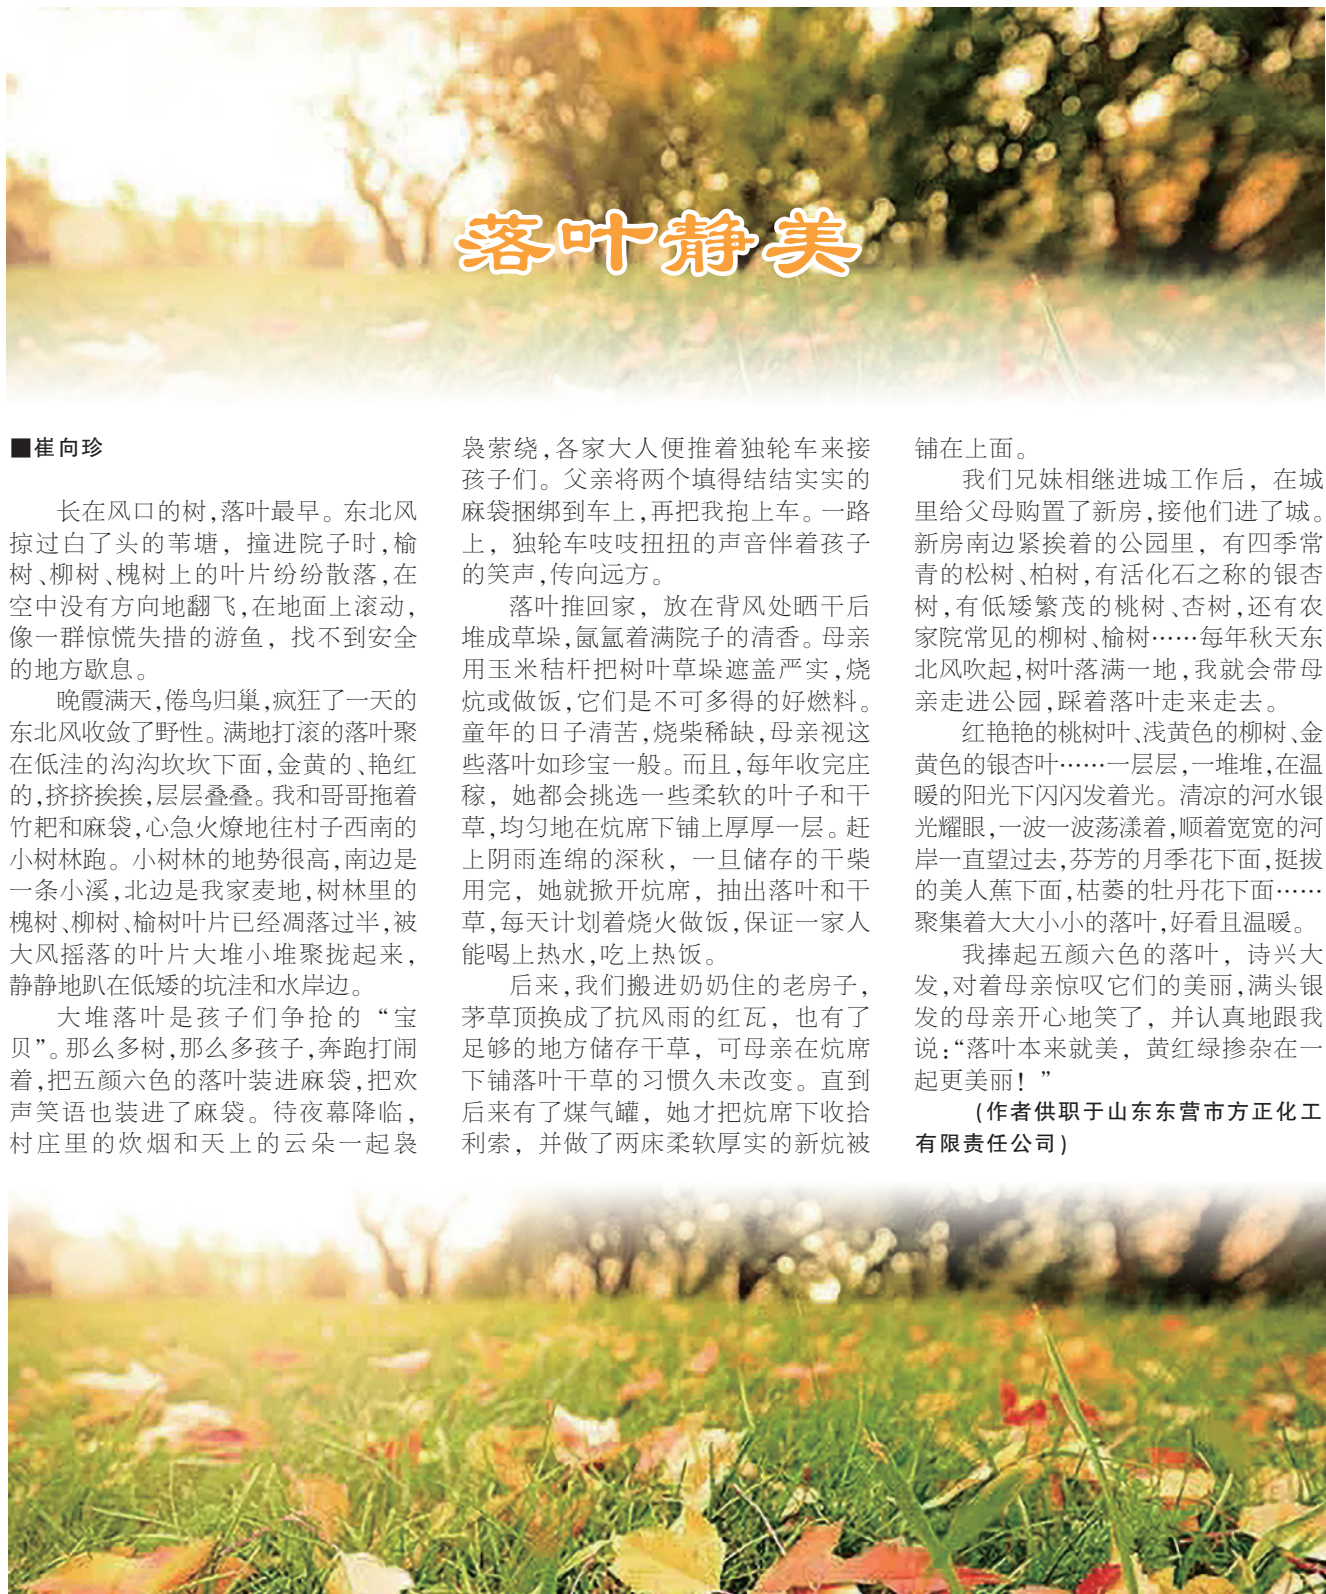 落叶静美
■崔向珍
长在风口的树,落叶最早。东北风
掠过白了头的苇塘，撞进院子时,榆
树、柳树、槐树上的叶片纷纷散落,在
空中没有方向地翻飞,在地面上滚动,
像一群惊慌失措的游鱼，找不到安全
的地方歇息。
晚霞满天,倦鸟归巢,疯狂了一天的
东北风收敛了野性。满地打滚的落叶聚
在低洼的沟沟坎坎下面,金黄的、艳红
的,挤挤挨挨,层层叠叠。我和哥哥拖着
竹耙和麻袋,心急火燎地往村子西南的
小树林跑。小树林的地势很高,南边是
一条小溪,北边是我家麦地,树林里的
槐树、柳树、榆树叶片已经凋落过半,被
大风摇落的叶片大堆小堆聚拢起来，
静静地趴在低矮的坑洼和水岸边。
大堆落叶是孩子们争抢的“宝
贝”。那么多树,那么多孩子,奔跑打闹
着,把五颜六色的落叶装进麻袋,把欢
声笑语也装进了麻袋。待夜幕降临，
村庄里的炊烟和天上的云朵一起袅
袅萦绕,各家大人便推着独轮车来接
孩子们。父亲将两个填得结结实实的
麻袋捆绑到车上,再把我抱上车。一路
上，独轮车吱吱扭扭的声音伴着孩子
的笑声,传向远方。
落叶推回家，放在背风处晒干后
堆成草垛,氤氲着满院子的清香。母亲
用玉米秸杆把树叶草垛遮盖严实,烧
炕或做饭,它们是不可多得的好燃料。
童年的日子清苦,烧柴稀缺,母亲视这
些落叶如珍宝一般。而且,每年收完庄
稼，她都会挑选一些柔软的叶子和干
草,均匀地在炕席下铺上厚厚一层。赶
上阴雨连绵的深秋，一旦储存的干柴
用完，她就掀开炕席，抽出落叶和干
草,每天计划着烧火做饭,保证一家人
能喝上热水,吃上热饭。
后来,我们搬进奶奶住的老房子，
茅草顶换成了抗风雨的红瓦，也有了
足够的地方储存干草，可母亲在炕席
下铺落叶干草的习惯久未改变。直到
后来有了煤气罐，她才把炕席下收拾
利索，并做了两床柔软厚实的新炕被
铺在上面。
我们兄妹相继进城工作后，在城
里给父母购置了新房,接他们进了城。
新房南边紧挨着的公园里，有四季常
青的松树、柏树,有活化石之称的银杏
树,有低矮繁茂的桃树、杏树,还有农
家院常见的柳树、榆树……每年秋天东
北风吹起,树叶落满一地,我就会带母
亲走进公园,踩着落叶走来走去。
红艳艳的桃树叶、浅黄色的柳树、金
黄色的银杏叶……一层层,一堆堆,在温
暖的阳光下闪闪发着光。清凉的河水银
光耀眼,一波一波荡漾着,顺着宽宽的河
岸一直望过去,芬芳的月季花下面,挺拔
的美人蕉下面,枯萎的牡丹花下面……
聚集着大大小小的落叶,好看且温暖。
我捧起五颜六色的落叶，诗兴大
发,对着母亲惊叹它们的美丽,满头银
发的母亲开心地笑了，并认真地跟我
说:“落叶本来就美，黄红绿掺杂在一
起更美丽！”
(作者供职于山东东营市方正化工
有限责任公司)